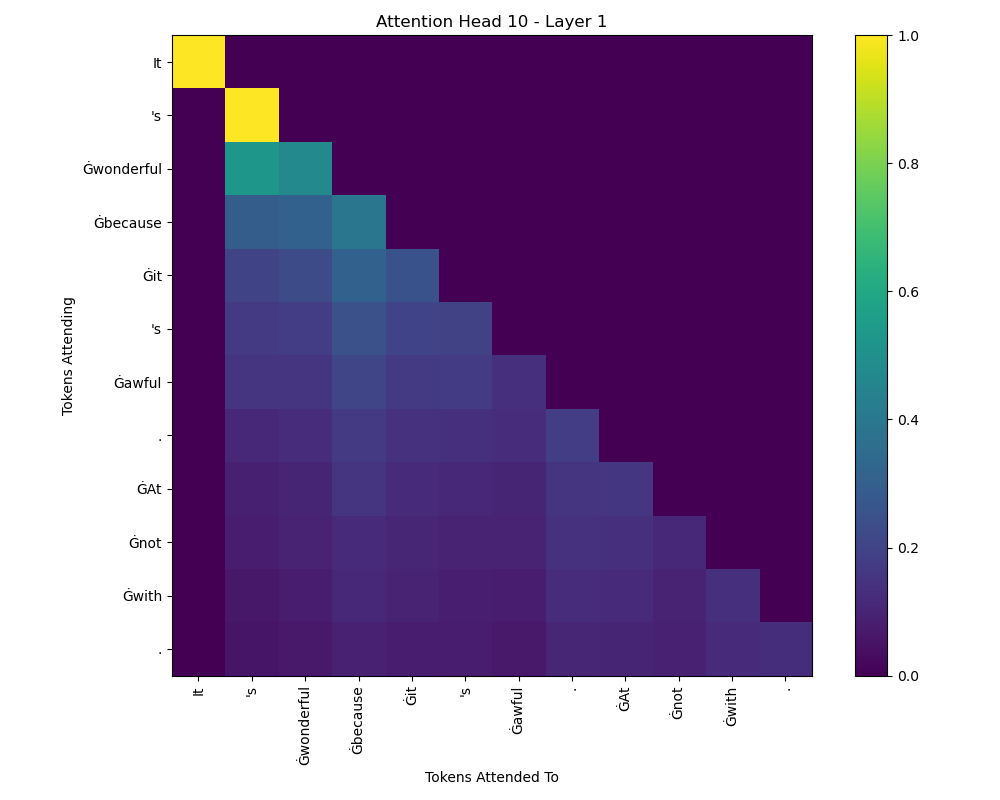 Attention Head 10 - Layer 1
Tokens Attending
It
's
Ġwonderful
Ġbecause
Ġit
's
Ġawful
.
ĠAt
Ġnot
Ġwith
.
It
's
Ġwonderful
Ġbecause
Ġit
's
Ġawful
.
ĠAt
Ġnot
Ġwith
.
Tokens Attended To
1.0
0.8
0.6
0.4
0.2
0.0